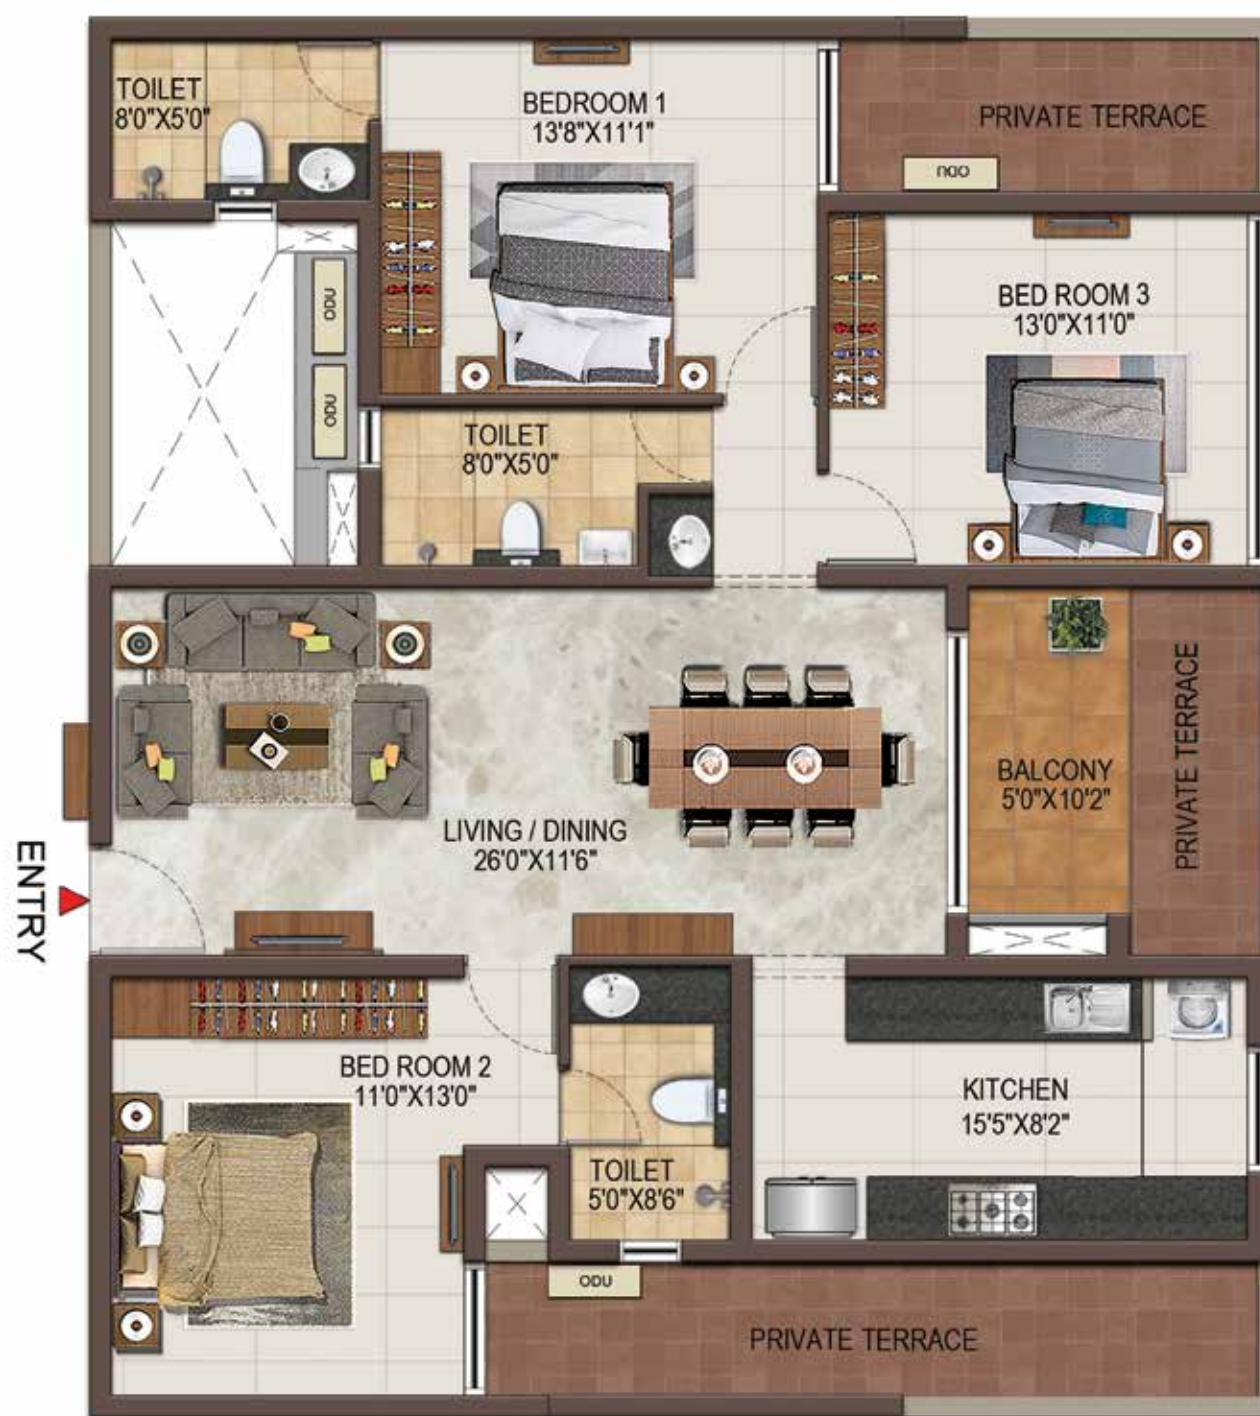 TOILET
8'0"X5'0"
BEDROOM 1
13'8"X11'1"
PRIVATE TERRACE
ODU
ODU
ODU
BED ROOM 3
13'0"X11'0"
TOILET
8'0"X5'0"
LIVING / DINING
26'0"X11'6"
BALCONY
5'0"X10'2"
PRIVATE TERRACE
ENTRY
BED ROOM 2
11'0"X13'0"
KITCHEN
15'5"X8'2"
TOILET
5'0"X8'6"
ODU
PRIVATE TERRACE